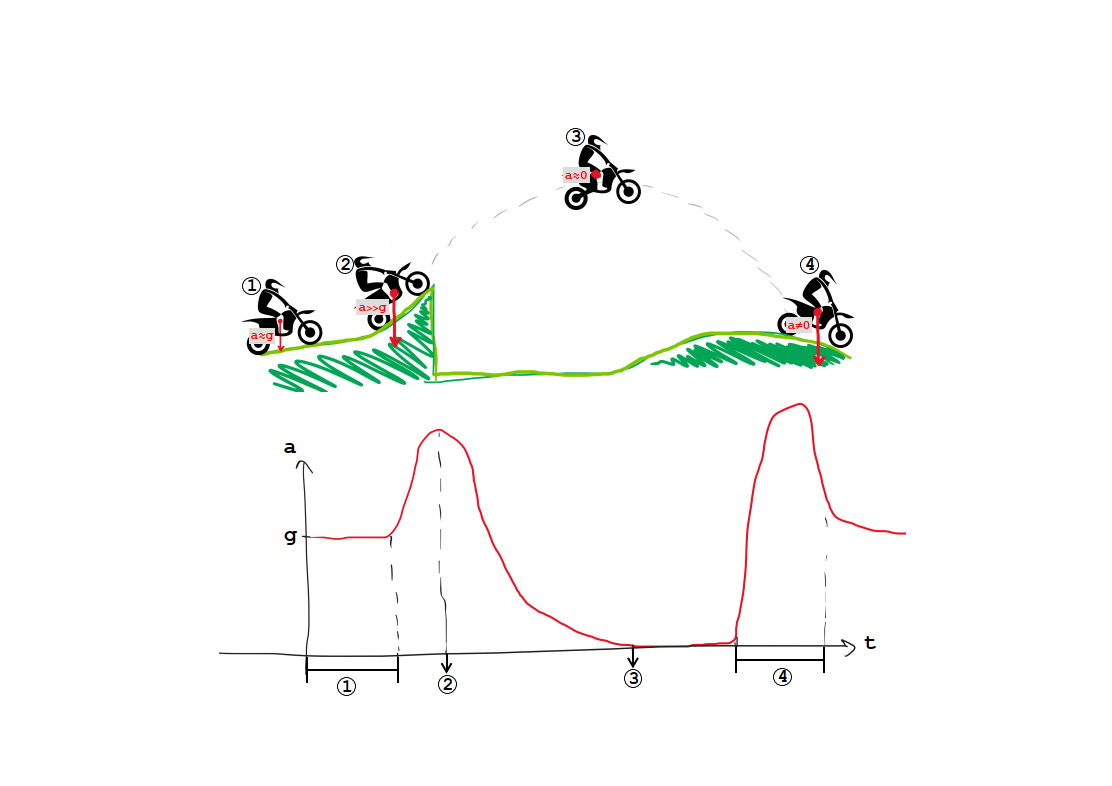 ③
a≈0
②
④
①
a>>g
a≠0
a≈g
a
g
t
①
②
③
④